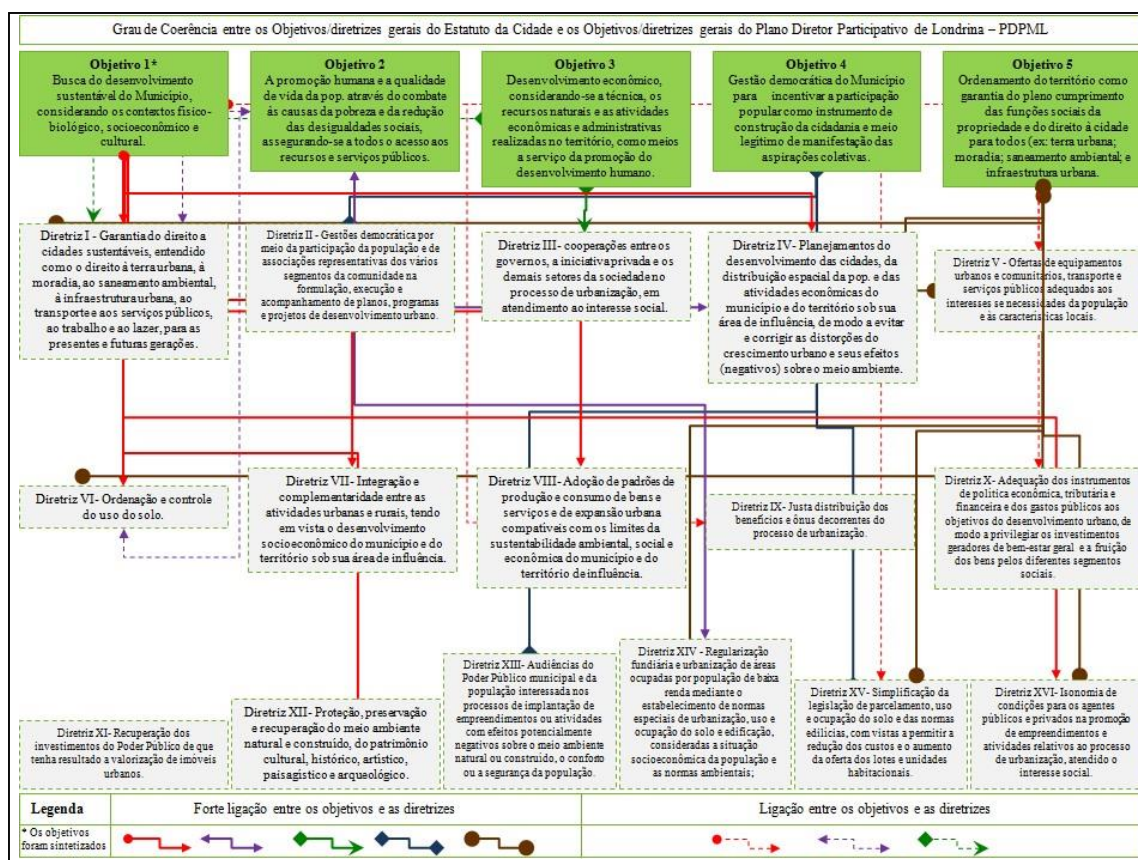 Grau de Coerência entre os Objetivos/diretrizes gerais do Estatuto da Cidade e os Objetivos/diretrizes gerais do Plano Diretor Participativo de Londrina – PDPML
Objetivo 1*
Busca do desenvolvimento
sustentável do Município,
considerando os contextos físico-
biológico, socioeconômico e
cultural.
Objetivo 2
A promoção humana e a qualidade
de vida da pop. através do combate
às causas da pobreza e da redução
das desigualdades sociais,
assegurando-se a todos o acesso aos
recursos e serviços públicos.
Objetivo 3
Desenvolvimento econômico,
considerando-se a técnica, os
recursos naturais e as atividades
econômicas e administrativas
realizadas no território, como meios
a serviço da promoção do
desenvolvimento humano.
Objetivo 4
Gestão democrática do Município
para incentivar a participação
popular como instrumento de
construção da cidadania e meio
legítimo de manifestação das
aspirações coletivas.
Objetivo 5
Ordenamento do território como
garantia do pleno cumprimento
das funções sociais da
propriedade e do direito à cidade
para todos (ex: terra urbana;
moradia; saneamento ambiental; e
infraestrutura urbana.
Diretriz I - Garantia do direito a
cidades sustentáveis, entendido
como o direito à terra urbana, à
moradia, ao saneamento ambiental,
à infraestrutura urbana, ao
transporte e aos serviços públicos,
ao trabalho e ao lazer, para as
presentes e futuras gerações.
Diretriz II - Gestões democrática por
meio da participação da população e de
associações representativas dos vários
segmentos da comunidade na
formulação, execução e
acompanhamento de planos, programas
e projetos de desenvolvimento urbano.
Diretriz III- cooperações entre os
governos, a iniciativa privada e os
demais setores da sociedade no
processo de urbanização, em
atendimento ao interesse social.
Diretriz IV- Planejamentos do
desenvolvimento das cidades, da
distribuição espacial da pop. e das
atividades econômicas do
município e do território sob sua
área de influência, de modo a evitar
e corrigir as distorções do
crescimento urbano e seus efeitos
(negativos) sobre o meio ambiente.
Diretriz V - Ofertas de equipamentos
urbanos e comunitários, transporte e
serviços públicos adequados aos
interesses se necessidades da população
e às características locais.
Diretriz VI- Ordenação e controle
do uso do solo.
Diretriz VII- Integração e
complementaridade entre as
atividades urbanas e rurais, tendo
em vista o desenvolvimento
socioeconômico do município e do
território sob sua área de influência.
Diretriz VIII- Adoção de padrões de
produção e consumo de bens e
serviços e de expansão urbana
compatíveis com os limites da
sustentabilidade ambiental, social e
econômica do município e do
território de influência.
Diretriz IX- Justa distribuição dos
benefícios e ônus decorrentes do
processo de urbanização.
Diretriz X- Adequação dos instrumentos
de política econômica, tributária e
financeira e dos gastos públicos aos
objetivos do desenvolvimento urbano, de
modo a privilegiar os investimentos
geradores de bem-estar geral e a fruição
dos bens pelos diferentes segmentos
sociais.
Diretriz XI- Recuperação dos
investimentos do Poder Público de que
tenha resultado a valorização de imóveis
urbanos.
Diretriz XII- Proteção, preservação
e recuperação do meio ambiente
natural e construído, do patrimônio
cultural, histórico, artístico,
paisagístico e arqueológico.
Diretriz XIII- Audiências do
Poder Público municipal e da
população interessada nos
processos de implantação de
empreendimentos ou atividades
com efeitos potencialmente
negativos sobre o meio ambiente
natural ou construído, o conforto
ou a segurança da população.
Diretriz XIV - Regularização
fundiária e urbanização de áreas
ocupadas por população de baixa
renda mediante o
estabelecimento de normas
especiais de urbanização, uso e
ocupação do solo e edificação,
consideradas a situação
socioeconômica da população
e as normas ambientais;
Diretriz XV- Simplificação da
legislação de parcelamento, uso
e ocupação do solo e das normas
edilícias, com vistas a permitir a
redução dos custos e o aumento
da oferta dos lotes e unidades
habitacionais.
Diretriz XVI- Isonomia de
condições para os agentes
públicos e privados na promoção
de empreendimentos e
atividades relativos ao processo
de urbanização, atendido o
interesse social.
Legenda
Forte ligação entre os objetivos e as diretrizes
Ligação entre os objetivos e as diretrizes
* Os objetivos
foram sintetizados